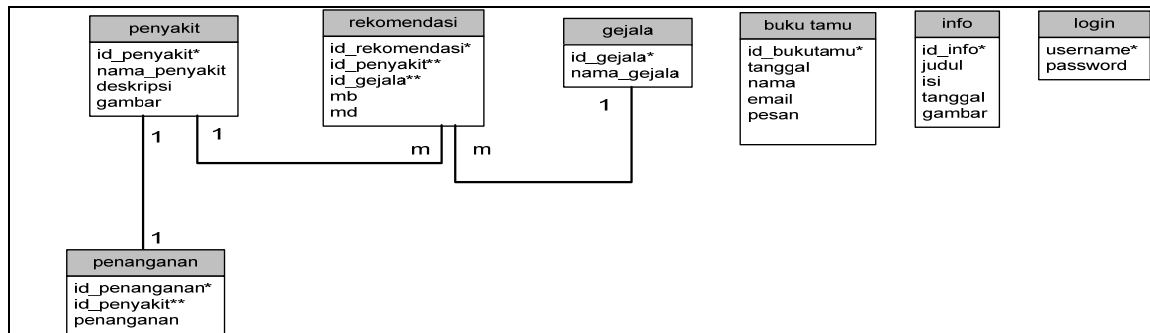 penyakit
id_penyakit*
nama_penyakit
deskripsi
gambar
rekomendasi
id_rekomendasi*
id_penyakit**
id_gejala**
mb
md
gejala
id_gejala*
nama_gejala
buku tamu
id_bukutamu*
tanggal
nama
email
pesan
info
id_info*
judul
isi
tanggal
gambar
login
username*
password
1
1
m
m
1
1
penanganan
id_penanganan*
id_penyakit**
penanganan